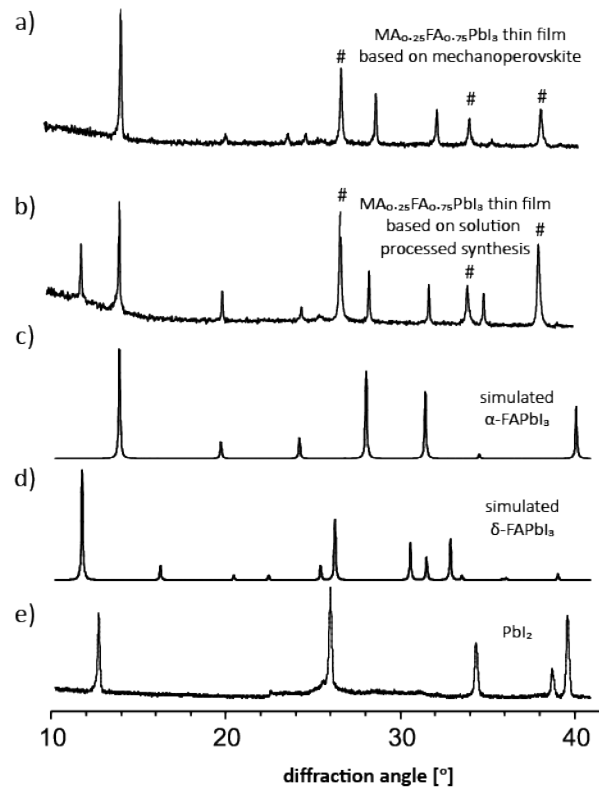 a)
MA₀.₂₅FA₀.₇₅PbI₃ thin film
based on mechanoperovskite
#
#
#
b)
MA₀.₂₅FA₀.₇₅PbI₃ thin film
based on solution
processed synthesis
#
#
#
c)
simulated
α-FAPbI₃
d)
simulated
δ-FAPbI₃
e)
PbI₂
10 20 30 40
diffraction angle [°]